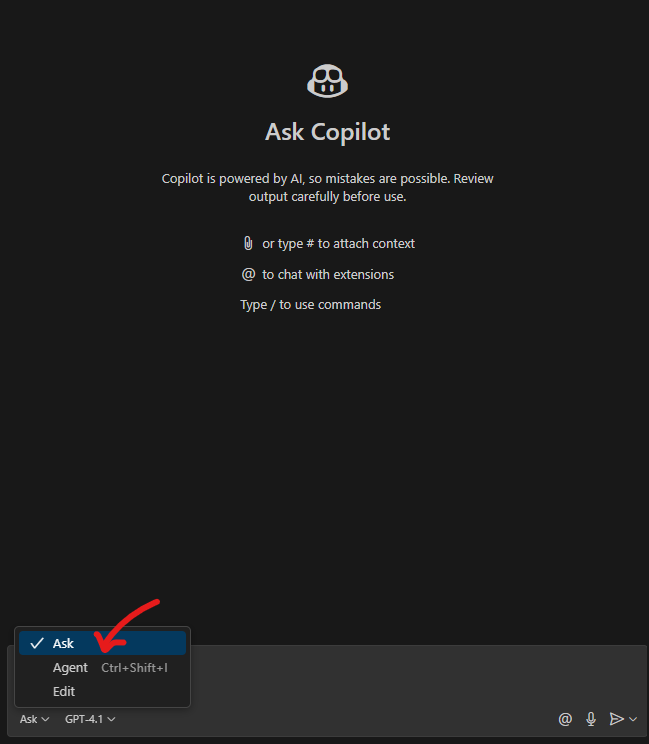 Ask Copilot
Copilot is powered by AI, so mistakes are possible. Review
output carefully before use.
or type # to attach context
@ to chat with extensions
Type / to use commands
Ask
Agent Ctrl+Shift+I
Edit
Ask GPT-4.1 @